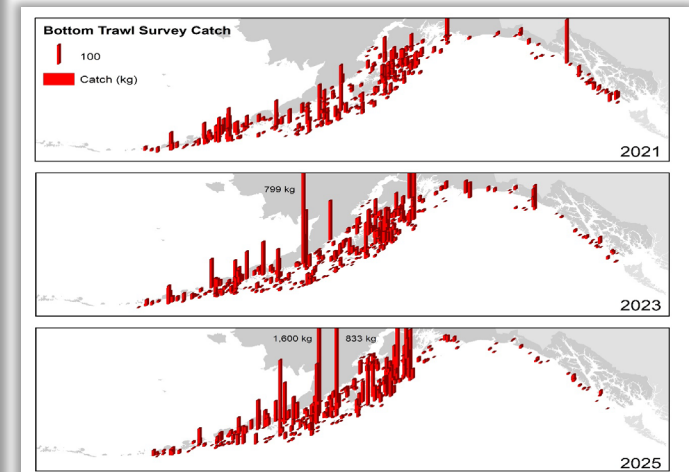 Bottom Trawl Survey Catch
100
Catch (kg)
2021
799 kg
2023
1,600 kg 833 kg
2025